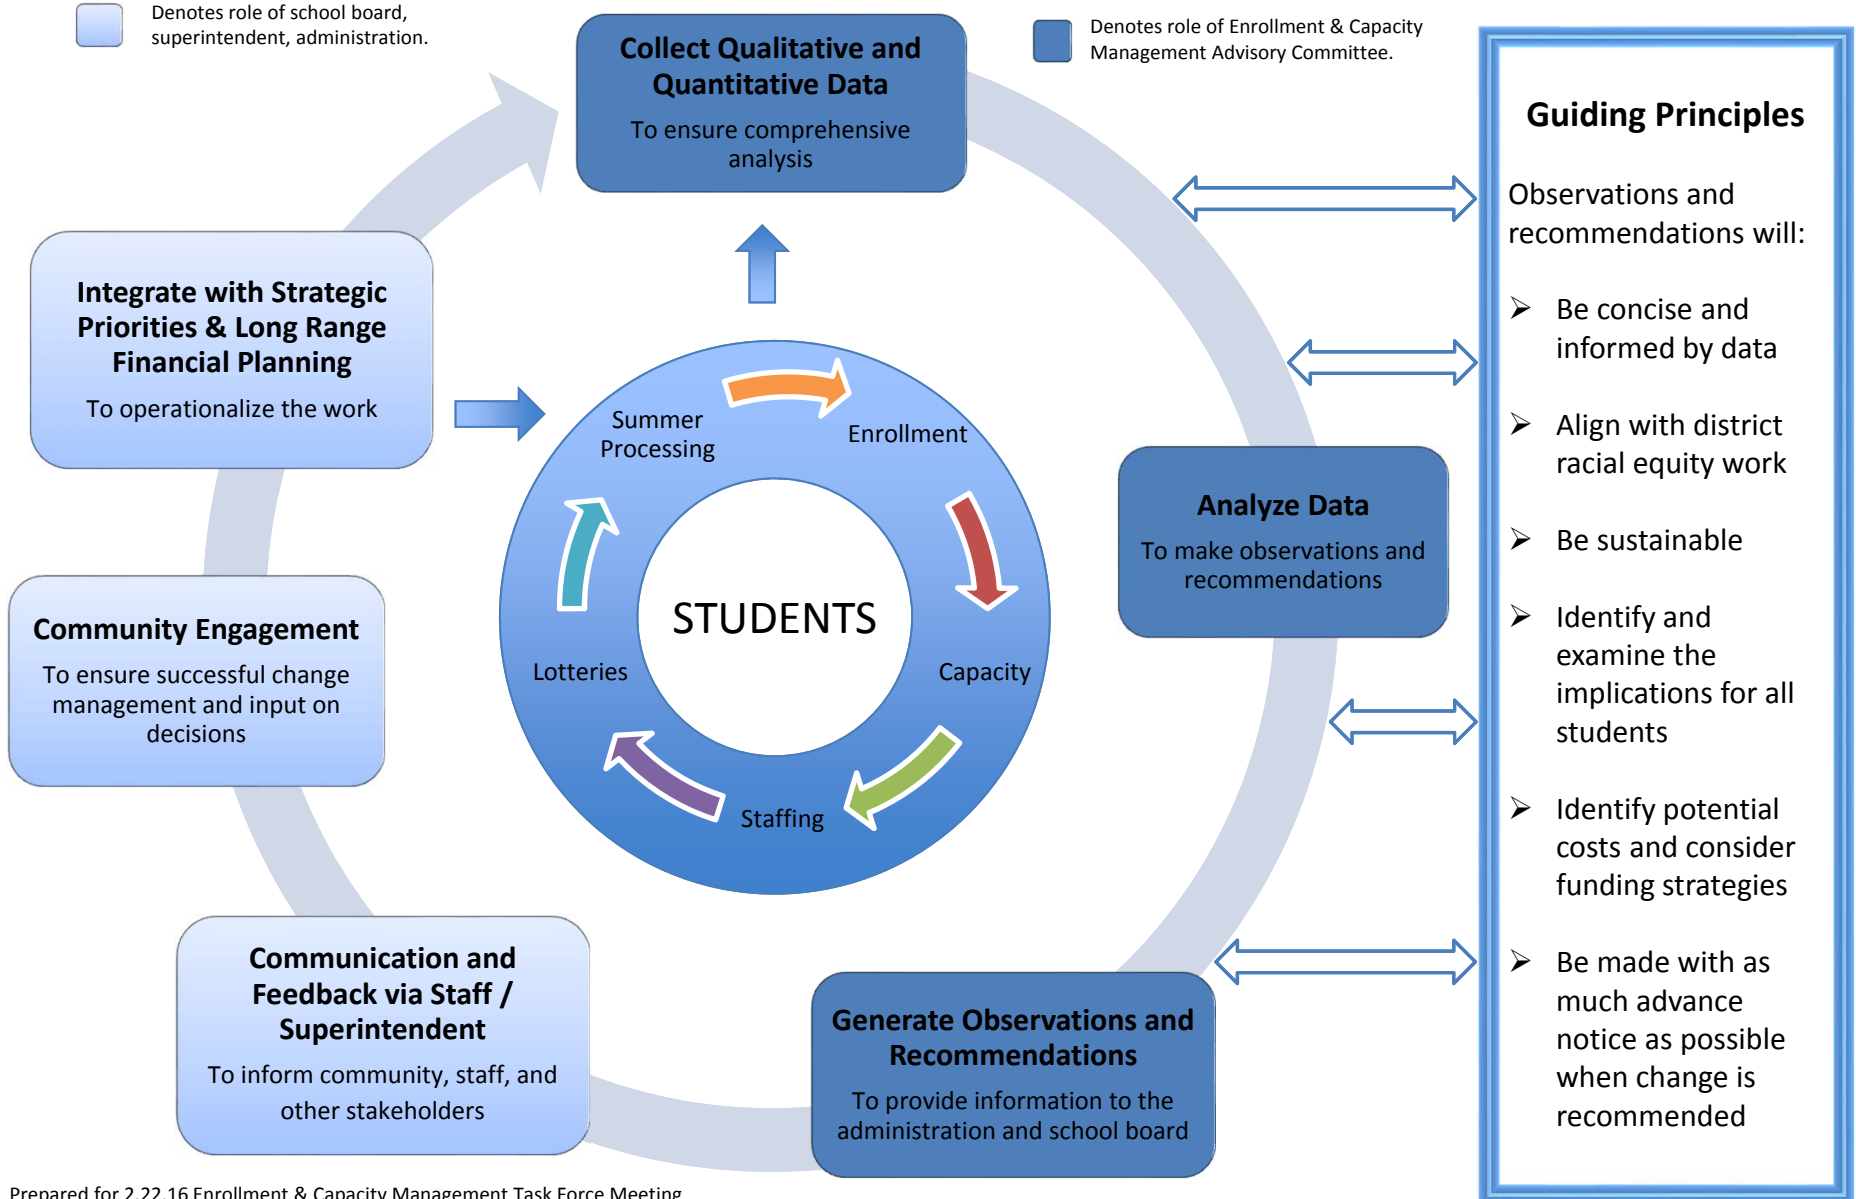 Denotes role of school board,
superintendent, administration.
Collect Qualitative and
Quantitative Data
To ensure comprehensive
analysis
Denotes role of Enrollment & Capacity
Management Advisory Committee.
Integrate with Strategic
Priorities & Long Range
Financial Planning
To operationalize the work
Community Engagement
To ensure successful change
management and input on
decisions
Communication and
Feedback via Staff /
Superintendent
To inform community, staff, and
other stakeholders
Summer
Processing
Enrollment
Capacity
Staffing
Lotteries
STUDENTS
Analyze Data
To make observations and
recommendations
Generate Observations and
Recommendations
To provide information to the
administration and school board
Guiding Principles
Observations and
recommendations will:
➢ Be concise and
informed by data
➢ Align with district
racial equity work
➢ Be sustainable
➢ Identify and
examine the
implications for all
students
➢ Identify potential
costs and consider
funding strategies
➢ Be made with as
much advance
notice as possible
when change is
recommended
Prepared for 2.22.16 Enrollment & Capacity Management Task Force Meeting